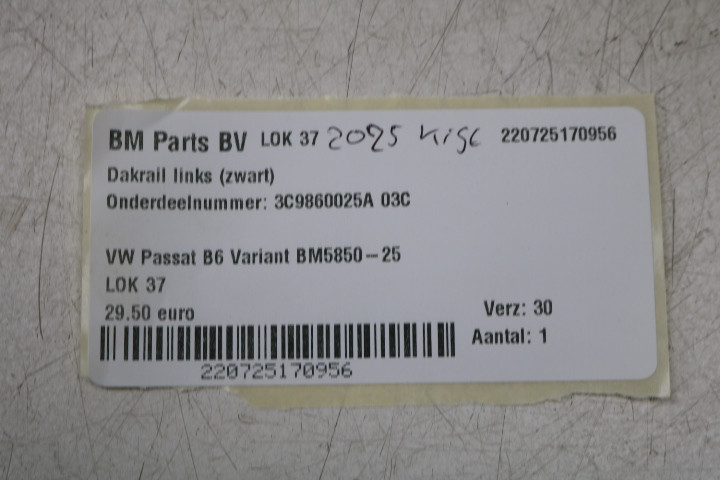 BM Parts BV LOK 37 2025 220725170956
Dakrail links (zwart)
Onderdeelnummer: 3C9860025A 03C
VW Passat B6 Variant BM5850-25
LOK 37
29.50 euro
Verz: 30
Aantal: 1
220725170956